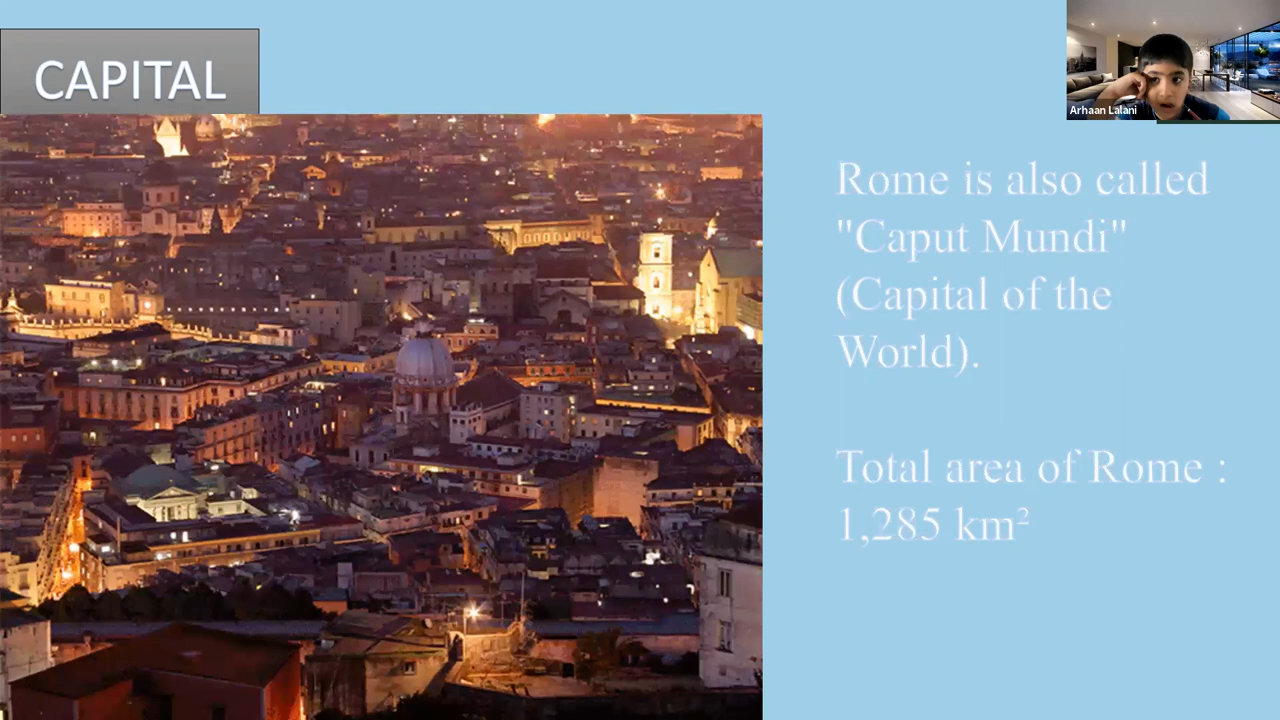 CAPITAL
Arhaan Lalani
Rome is also called
"Caput Mundi"
(Capital of the
World).
Total area of Rome :
1,285 km²